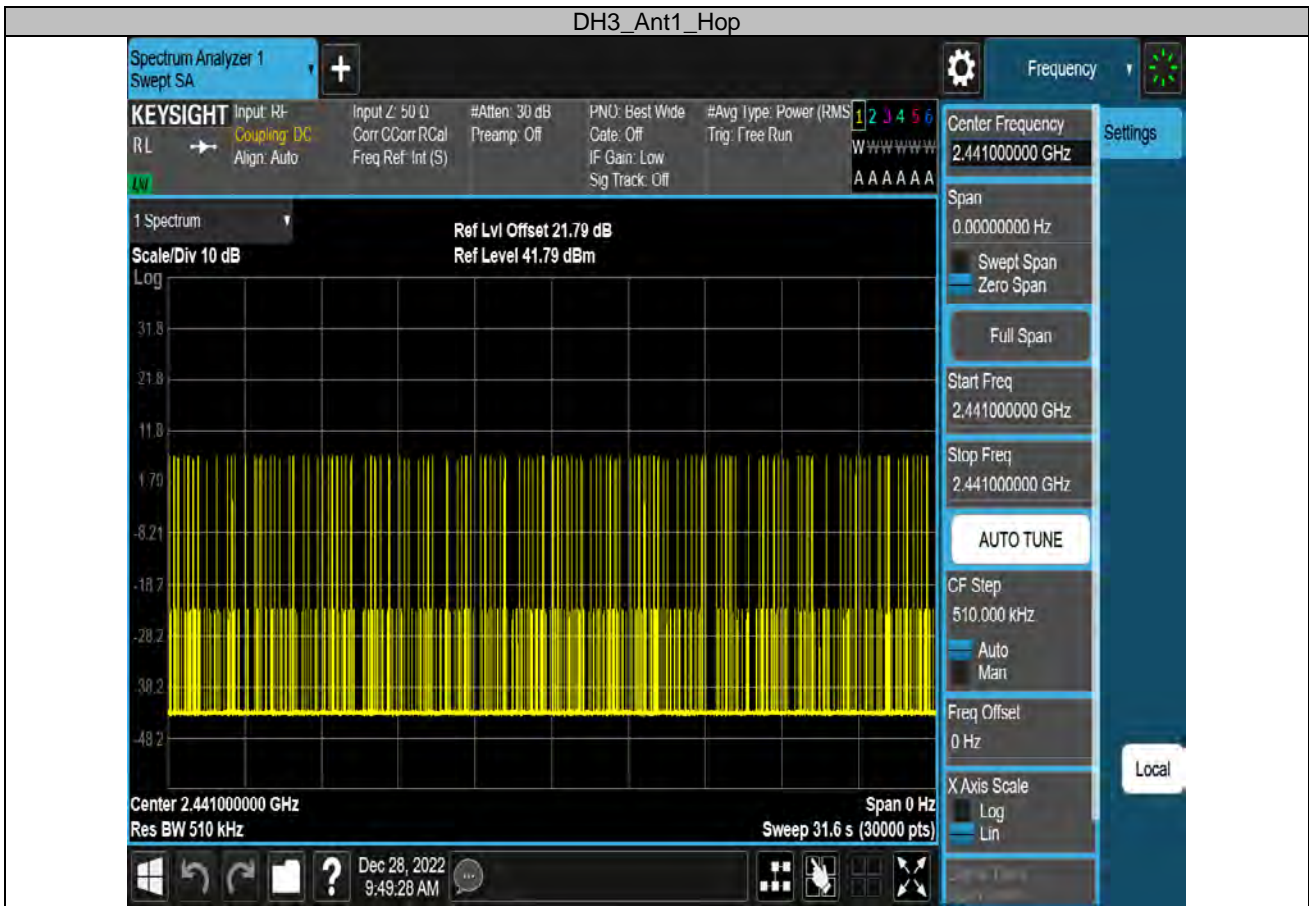 DH3_Ant1_Hop
Spectrum Analyzer 1
Swept SA
+
Frequency
KEYSIGHT
RL
Input: RF
Coupling: DC
Align: Auto
Input Z: 50 Ω
Corr CCorr RCal
Freq Ref: Int (S)
#Atten: 30 dB
Preamp: Off
PNO: Best Wide
Gate: Off
IF Gain: Low
Sig Track: Off
#Avg Type: Power (RMS
Trig: Free Run
1 2 3 4 5 6
W W W W W W
A A A A A A
1 Spectrum
Scale/Div 10 dB
Ref Lvl Offset 21.79 dB
Ref Level 41.79 dBm
Log
31.8
21.8
11.8
1.79
-8.21
-18.2
-28.2
-38.2
-48.2
Center 2.441000000 GHz
Res BW 510 kHz
Span 0 Hz
Sweep 31.6 s (30000 pts)
Center Frequency
2.441000000 GHz
Settings
Span
0.00000000 Hz
Swept Span
Zero Span
Full Span
Start Freq
2.441000000 GHz
Stop Freq
2.441000000 GHz
AUTO TUNE
CF Step
510.000 kHz
Auto
Man
Freq Offset
0 Hz
X Axis Scale
Log
Lin
Local
?
Dec 28, 2022
9:49:28 AM